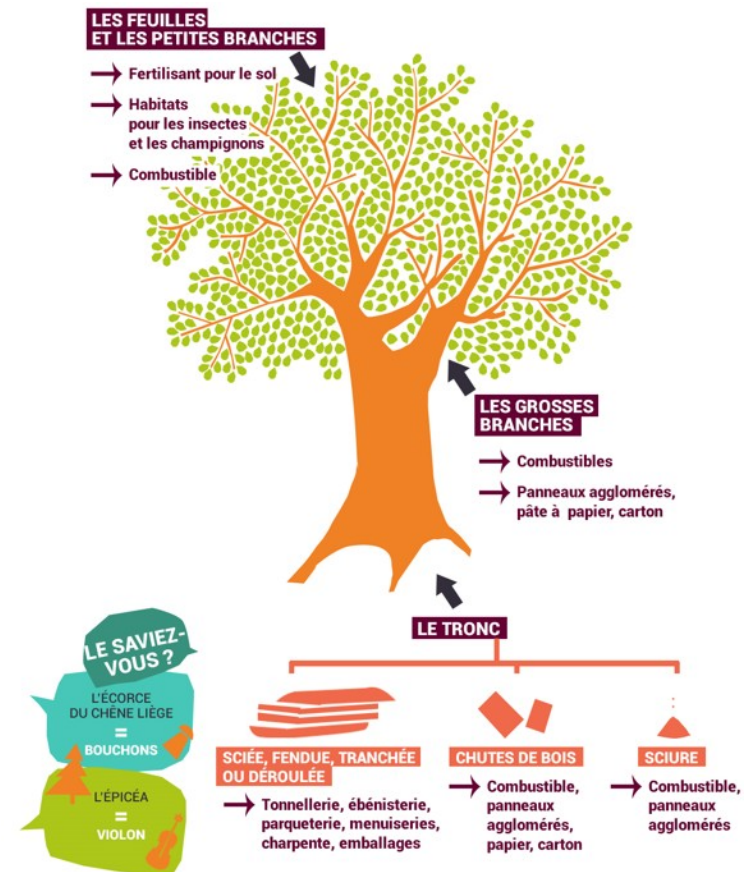 LES FEUILLES
ET LES PETITES BRANCHES
Fertilisant pour le sol
Habitats
pour les insectes
et les champignons
Combustible
LES GROSSES
BRANCHES
Combustibles
Panneaux agglomérés,
pâte à papier, carton
LE TRONC
SCIÉE, FENDUE, TRANCHÉE
OU DÉROULÉE
Tonnellerie, ébénisterie,
parqueterie, menuiseries,
charpente, emballages
CHUTES DE BOIS
Combustible,
panneaux
agglomérés,
papier, carton
SCIURE
Combustible,
panneaux
agglomérés
LE SAVIEZ-
VOUS ?
L'ÉCORCE
DU CHÊNE LIÈGE
=
BOUCHONS
L'ÉPICÉA
=
VIOLON